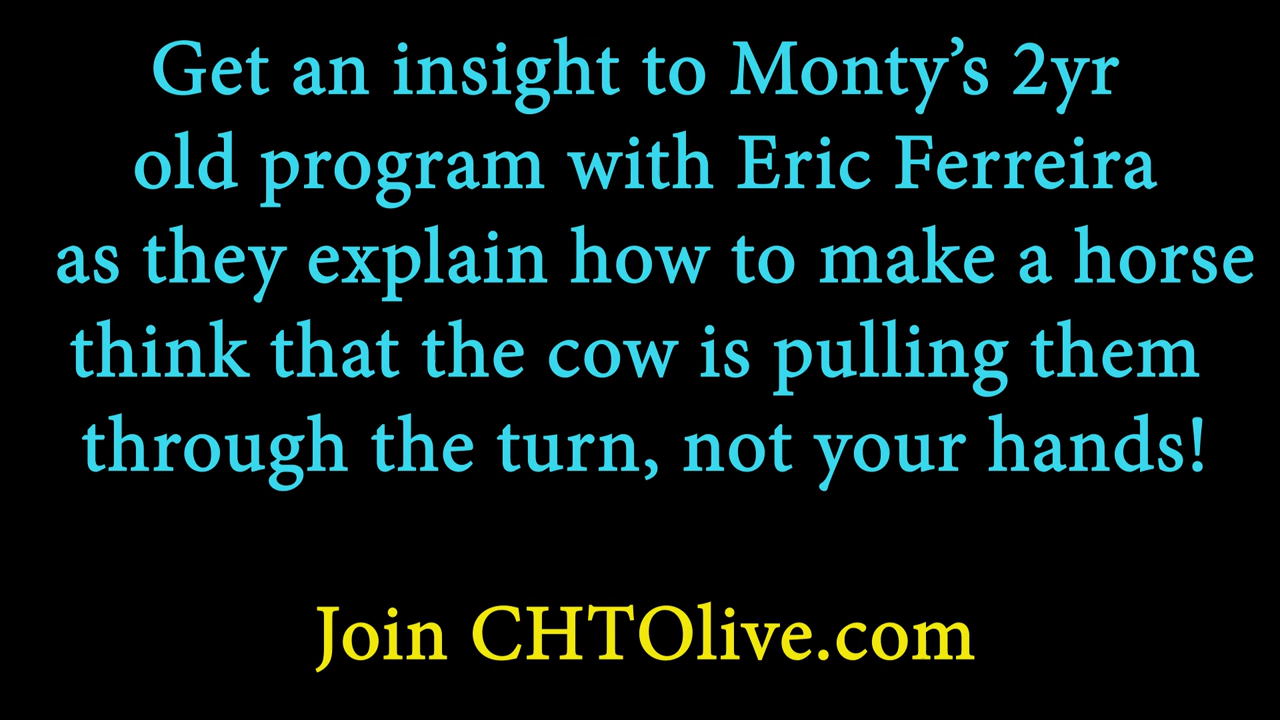 Get an insight to Monty’s 2yr
old program with Eric Ferreira
as they explain how to make a horse
think that the cow is pulling them
through the turn, not your hands!
Join CHTOlive.com